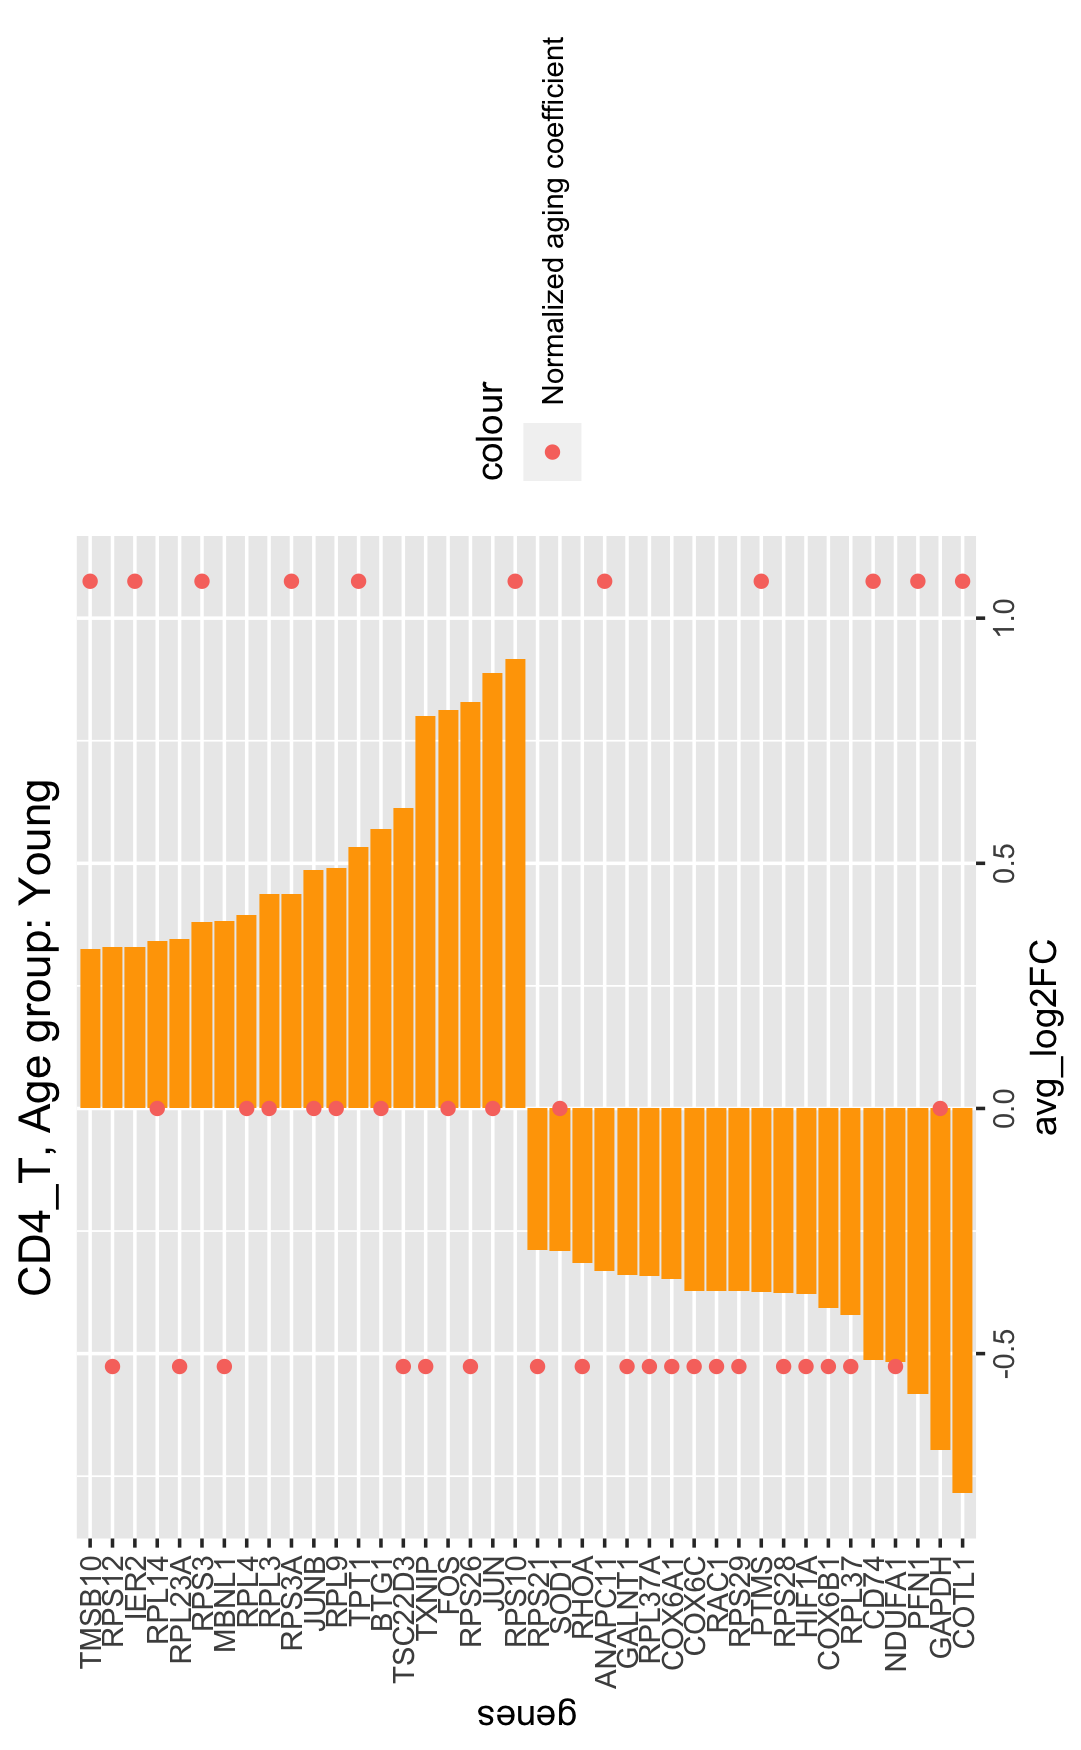 CD4_T, Age group: Young
TMSB10
RPS12
IER2
RPL14
RPL23A
RPS3
MBNL1
RPL4
RPL3
RPS3A
JUNB
RPL9
TPT1
BTG1
TSC22D3
TXNIP
FOS
RPS26
JUN
RPS10
RPS21
SOD1
RHOA
ANAPC11
GALNT1
RPL37A
COX6A1
COX6C
RAC1
RPS29
PTMS
RPS28
HIF1A
COX6B1
RPL37
CD74
NDUFA1
PFN1
GAPDH
COTL1
genes
-0.5
0.0
0.5
1.0
avg_log2FC
colour
Normalized aging coefficient